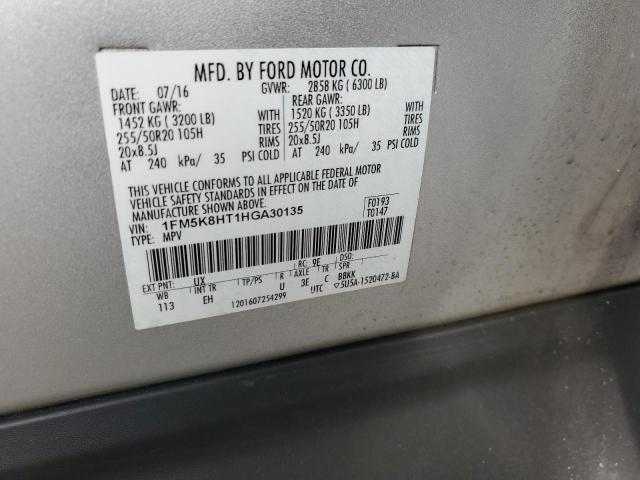 MFD. BY FORD MOTOR CO.
DATE: 07/16 GVWR: 2858 KG ( 6300 LB)
FRONT GAWR: REAR GAWR:
1452 KG ( 3200 LB) WITH 1520 KG ( 3350 LB) WITH
255/50R20 105H TIRES 255/50R20 105H TIRES
20x8.5J RIMS 20x8.5J RIMS
AT 240 kPa/ 35 PSI COLD AT 240 kPa/ 35 PSI COLD
THIS VEHICLE CONFORMS TO ALL APPLICABLE FEDERAL MOTOR
VEHICLE SAFETY STANDARDS IN EFFECT ON THE DATE OF
MANUFACTURE SHOWN ABOVE.
VIN: 1FM5K8HT1HGA30135 F0193
TYPE: MPV T0147
EXT PNT: UX RC: 9E DSO:
WB INT TR TP/PS R AXLE TR SPR
113 EH U 3E C BBKK
1201607254299 UTC ▽5U5A-1520472-BA